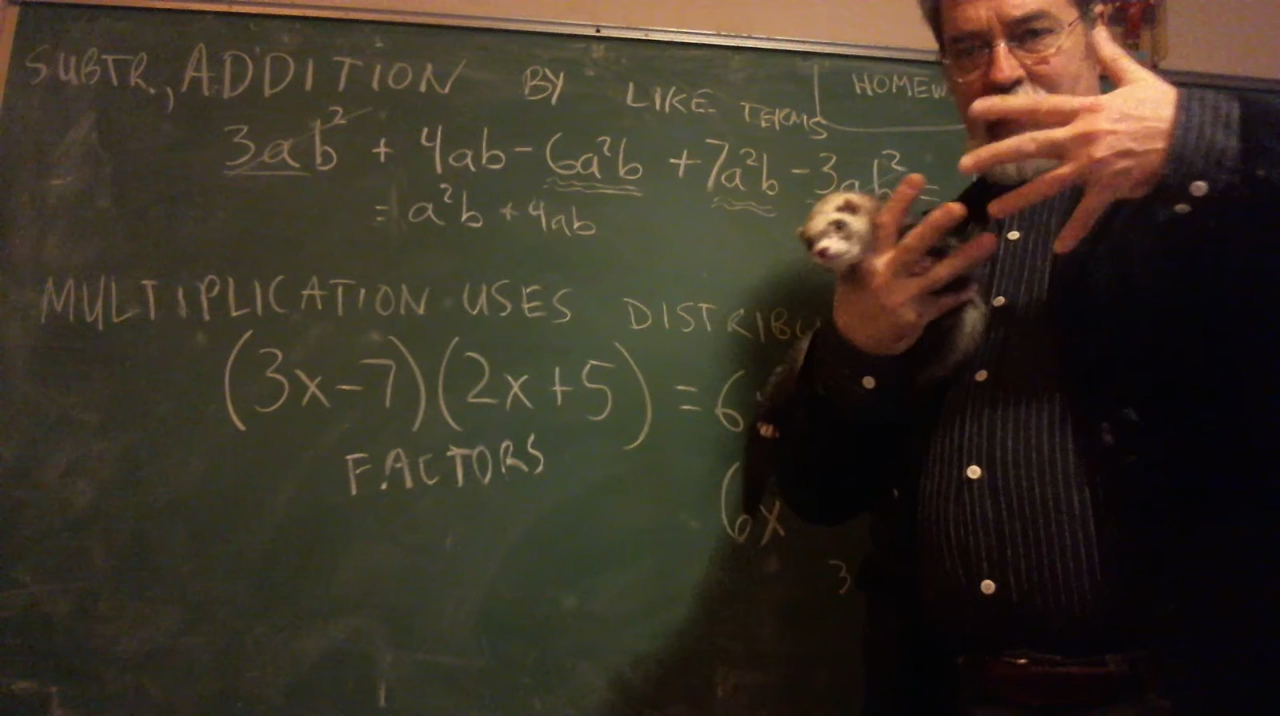 SUBTR, ADDITION BY LIKE TERMS
HOMEW
3ab² + 4ab - 6a²b + 7a²b - 3ab² =
= a²b + 4ab
MULTIPLICATION USES DISTRIBU
(3x-7)(2x+5) = 6
FACTORS
6x
3